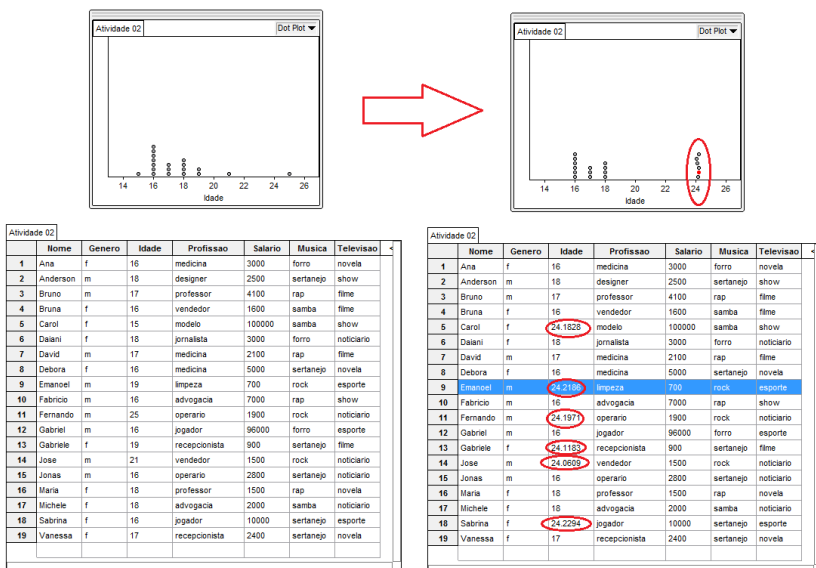 Atividade 02 Dot Plot
14 16 18 20 22 24 26
Idade
Atividade 02 Dot Plot
14 16 18 20 22 24 26
Idade
Atividade 02
Nome Genero Idade Profissao Salario Musica Televisao <
1 Ana f 16 medicina 3000 forro novela
2 Anderson m 18 designer 2500 sertanejo show
3 Bruno m 17 professor 4100 rap filme
4 Bruna f 16 vendedor 1600 samba filme
5 Carol f 15 modelo 100000 samba show
6 Daiani f 18 jornalista 3000 forro noticiario
7 David m 17 medicina 2100 rap filme
8 Debora f 16 medicina 5000 sertanejo novela
9 Emanoel m 19 limpeza 700 rock esporte
10 Fabricio m 16 advogacia 7000 rap show
11 Fernando m 25 operario 1900 rock noticiario
12 Gabriel m 16 jogador 96000 forro esporte
13 Gabriele f 19 recepcionista 900 sertanejo filme
14 Jose m 21 vendedor 1500 rock noticiario
15 Jonas m 16 operario 2800 sertanejo noticiario
16 Maria f 18 professor 1500 rap novela
17 Michele f 18 advogacia 2000 samba noticiario
18 Sabrina f 16 jogador 10000 sertanejo esporte
19 Vanessa f 17 recepcionista 2400 sertanejo novela
Atividade 02
Nome Genero Idade Profissao Salario Musica Televisao <
1 Ana f 16 medicina 3000 forro novela
2 Anderson m 18 designer 2500 sertanejo show
3 Bruno m 17 professor 4100 rap filme
4 Bruna f 16 vendedor 1600 samba filme
5 Carol f 24.1828 modelo 100000 samba show
6 Daiani f 18 jornalista 3000 forro noticiario
7 David m 17 medicina 2100 rap filme
8 Debora f 16 medicina 5000 sertanejo novela
9 Emanoel m 24.2186 limpeza 700 rock esporte
10 Fabricio m 16 advogacia 7000 rap show
11 Fernando m 24.1971 operario 1900 rock noticiario
12 Gabriel m 16 jogador 96000 forro esporte
13 Gabriele f 24.1183 recepcionista 900 sertanejo filme
14 Jose m 24.0609 vendedor 1500 rock noticiario
15 Jonas m 16 operario 2800 sertanejo noticiario
16 Maria f 18 professor 1500 rap novela
17 Michele f 18 advogacia 2000 samba noticiario
18 Sabrina f 24.2294 jogador 10000 sertanejo esporte
19 Vanessa f 17 recepcionista 2400 sertanejo novela